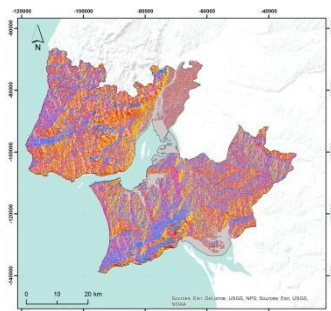 -120000 -100000 -80000 -60000 -40000
-60000
N
-80000
-100000
-120000
-140000
Sources: Esri, DeLorme, USGS, NPS; Sources: Esri, USGS, NOAA
0 10 20 km